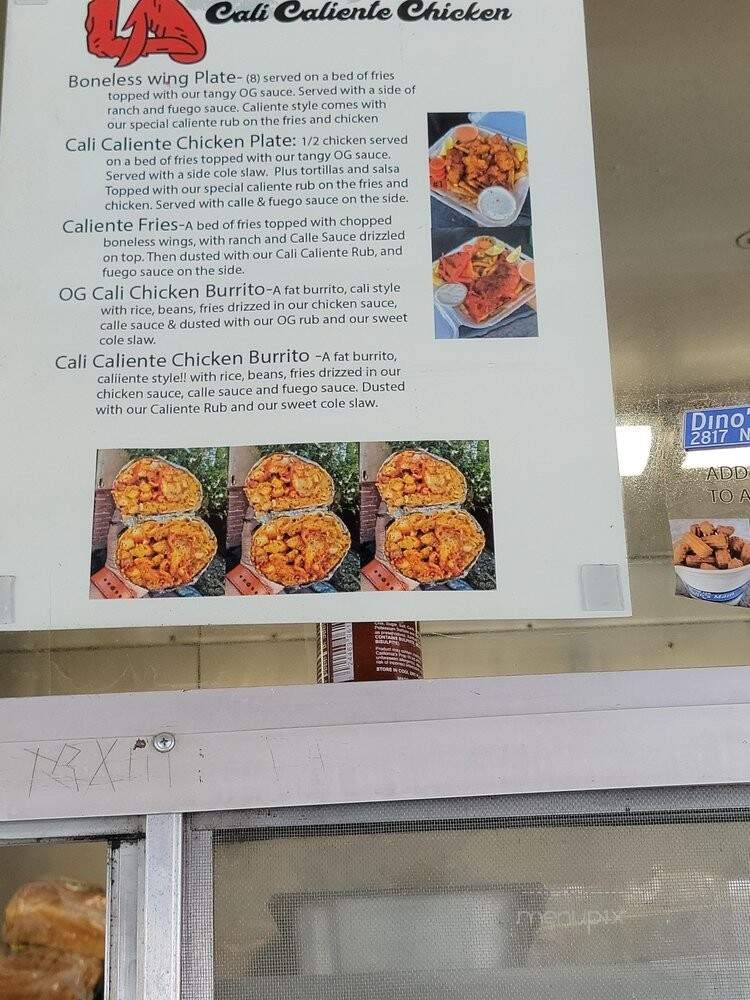 Cali Caliente Chicken
Boneless wing Plate- (8) served on a bed of fries
topped with our tangy OG sauce. Served with a side of
ranch and fuego sauce. Caliente style comes with
our special caliente rub on the fries and chicken
Cali Caliente Chicken Plate: 1/2 chicken served
on a bed of fries topped with our tangy OG sauce.
Served with a side cole slaw. Plus tortillas and salsa
Topped with our special caliente rub on the fries and
chicken. Served with calle & fuego sauce on the side.
Caliente Fries-A bed of fries topped with chopped
boneless wings, with ranch and Calle Sauce drizzled
on top. Then dusted with our Cali Caliente Rub, and
fuego sauce on the side.
OG Cali Chicken Burrito-A fat burrito, cali style
with rice, beans, fries drizzed in our chicken sauce,
calle sauce & dusted with our OG rub and our sweet
cole slaw.
Cali Caliente Chicken Burrito -A fat burrito,
caliiente style!! with rice, beans, fries drizzed in our
chicken sauce, calle sauce and fuego sauce. Dusted
with our Caliente Rub and our sweet cole slaw.
Dino's
2817 N
ADD
TO A
CONTAINS
STORE IN COOL
menupix